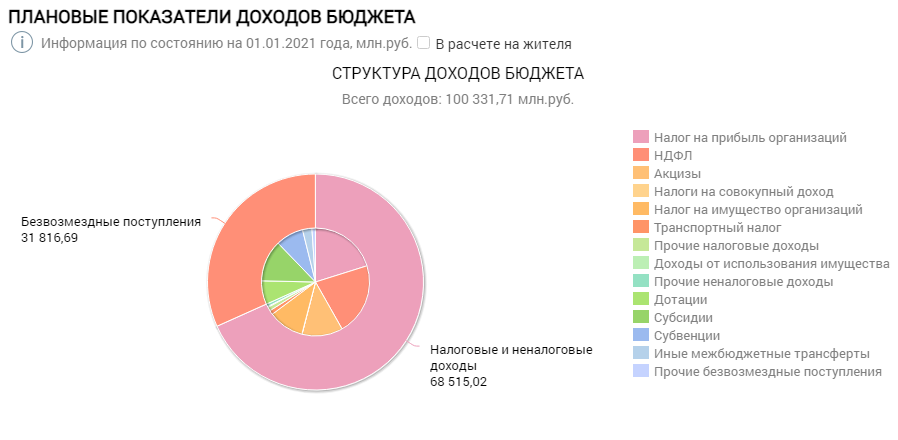 ПЛАНОВЫЕ ПОКАЗАТЕЛИ ДОХОДОВ БЮДЖЕТА
i Информация по состоянию на 01.01.2021 года, млн.руб. В расчете на жителя
СТРУКТУРА ДОХОДОВ БЮДЖЕТА
Всего доходов: 100 331,71 млн.руб.
Безвозмездные поступления
31 816,69
Налоговые и неналоговые
доходы
68 515,02
Налог на прибыль организаций
НДФЛ
Акцизы
Налоги на совокупный доход
Налог на имущество организаций
Транспортный налог
Прочие налоговые доходы
Доходы от использования имущества
Прочие неналоговые доходы
Дотации
Субсидии
Субвенции
Иные межбюджетные трансферты
Прочие безвозмездные поступления